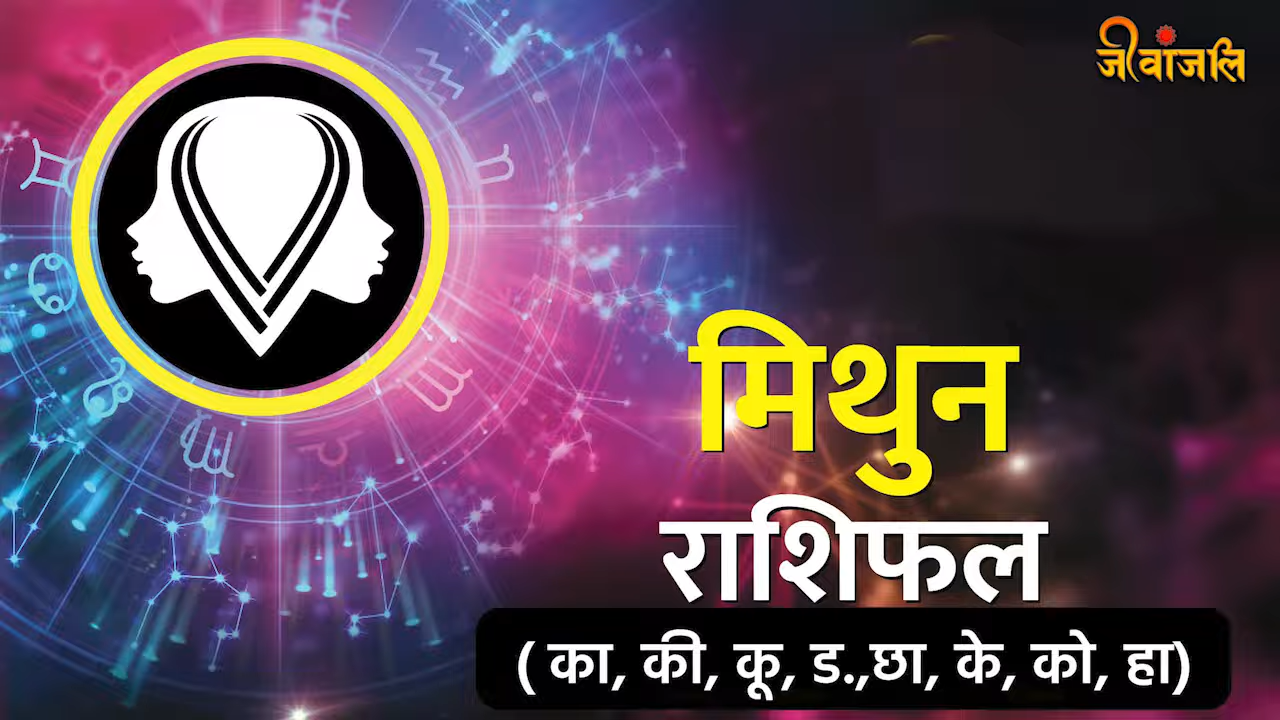 जीवांजलि
मिथुन
राशिफल
( का, की, कू, ड.,छा, के, को, हा)